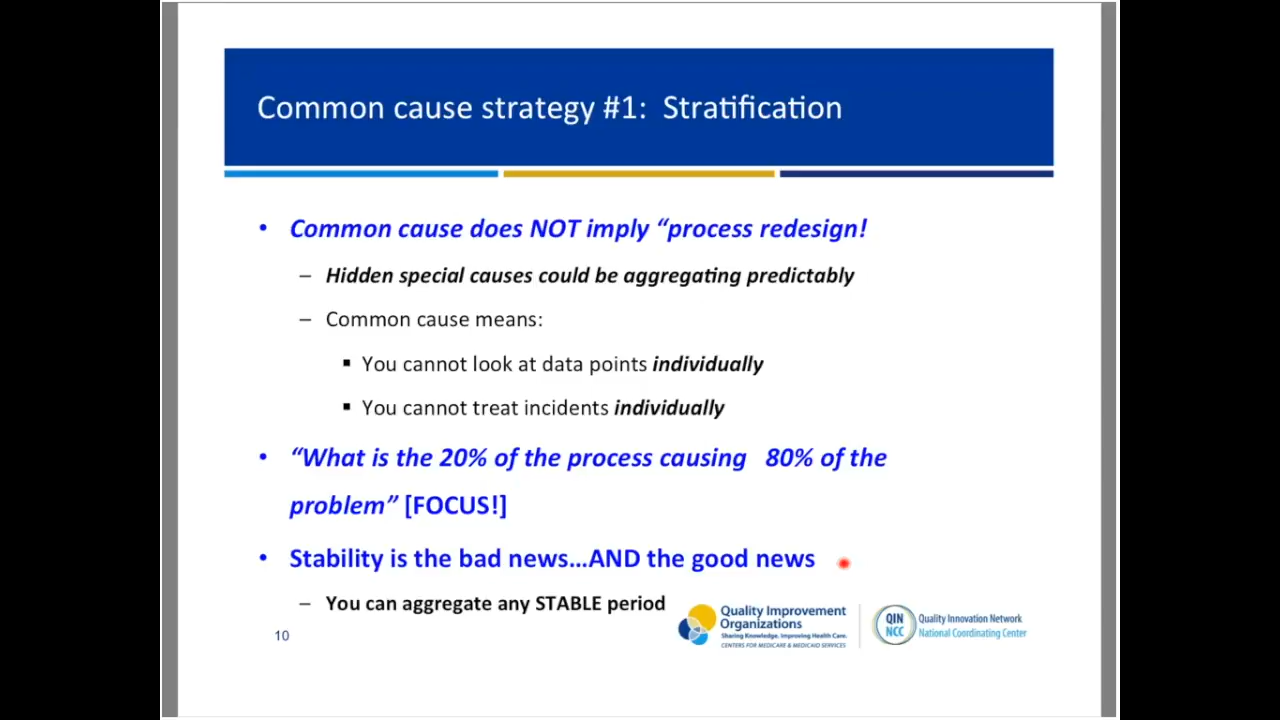 Common cause strategy #1: Stratification
• Common cause does NOT imply “process redesign!
– Hidden special causes could be aggregating predictably
– Common cause means:
▪ You cannot look at data points individually
▪ You cannot treat incidents individually
• “What is the 20% of the process causing 80% of the
problem” [FOCUS!]
• Stability is the bad news…AND the good news
– You can aggregate any STABLE period
10
Quality Improvement
Organizations
Sharing Knowledge. Improving Health Care.
CENTERS FOR MEDICARE & MEDICAID SERVICES
QIN
NCC
Quality Innovation Network
National Coordinating Center